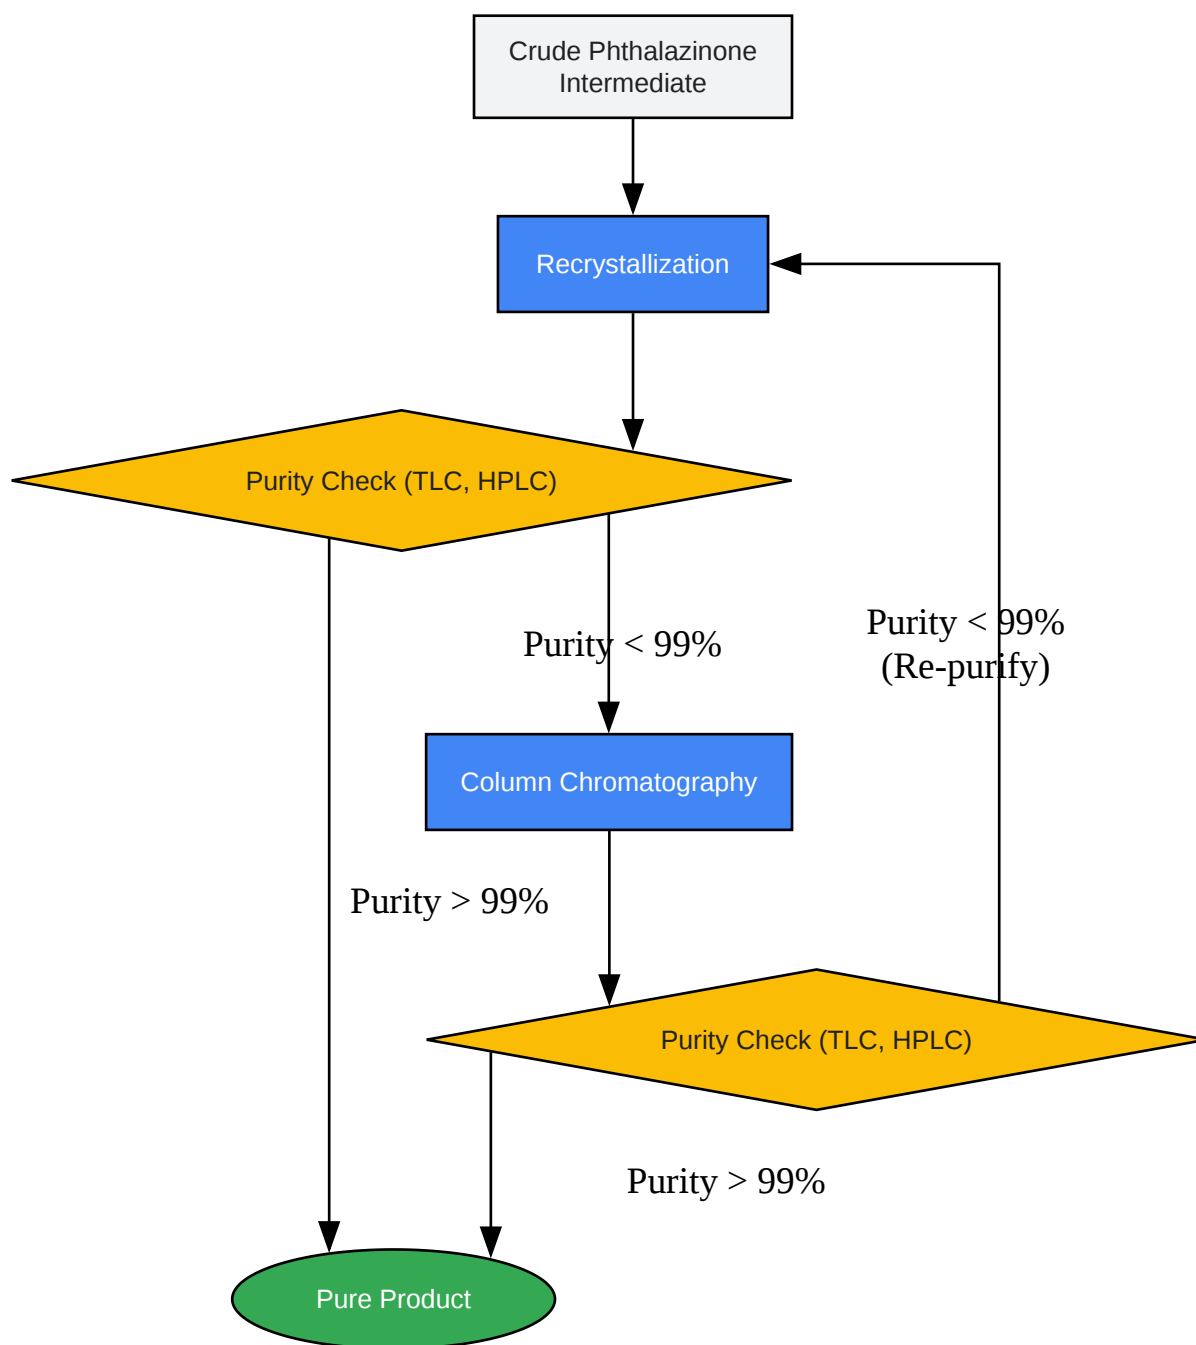 Crude Phthalazinone
Intermediate
Recrystallization
Purity Check (TLC, HPLC)
Purity < 99%
(Re-purify)
Purity < 99%
Column Chromatography
Purity > 99%
Purity Check (TLC, HPLC)
Purity > 99%
Pure Product